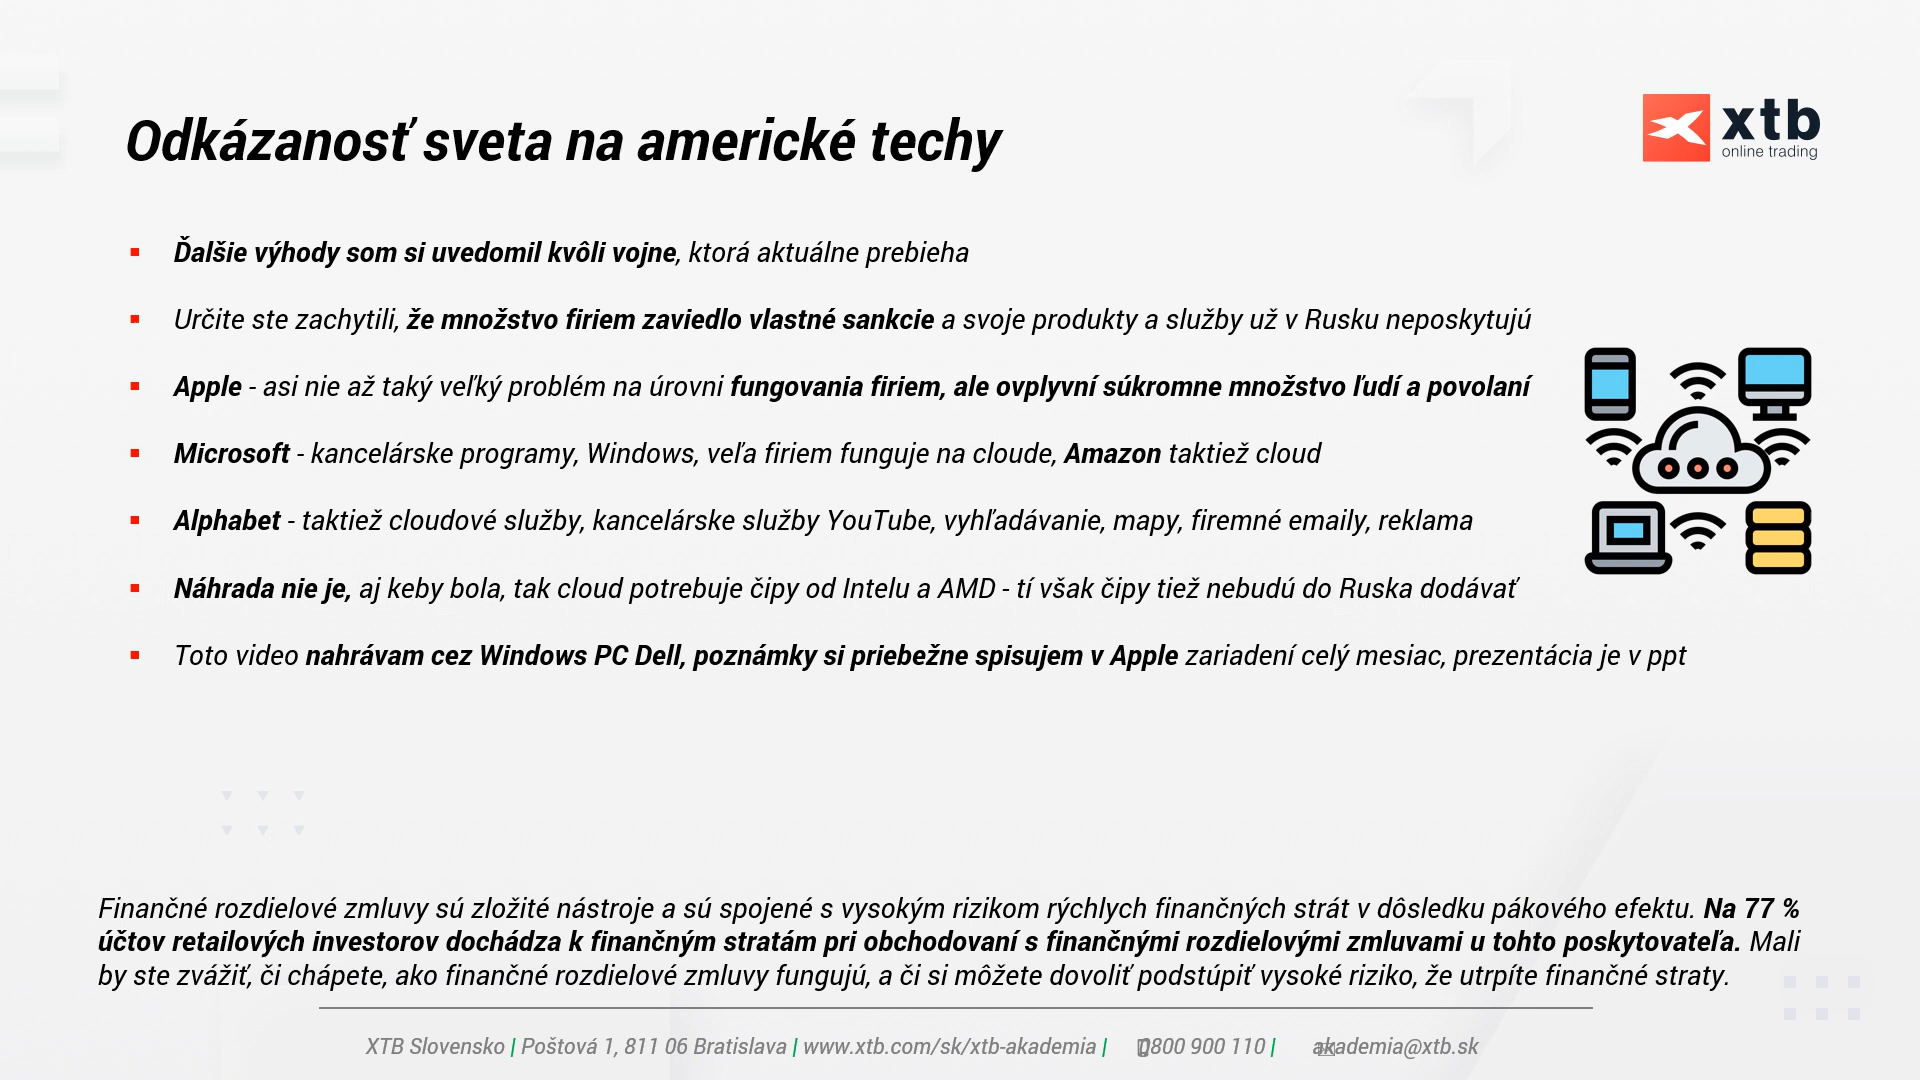 Odkázanosť sveta na americké techy
xtb
online trading
Ďalšie výhody som si uvedomil kvôli vojne, ktorá aktuálne prebieha
Určite ste zachytili, že množstvo firiem zaviedlo vlastné sankcie a svoje produkty a služby už v Rusku neposkytujú
Apple - asi nie až taký veľký problém na úrovni fungovania firiem, ale ovplyvní súkromne množstvo ľudí a povolaní
Microsoft - kancelárske programy, Windows, veľa firiem funguje na cloude, Amazon taktiež cloud
Alphabet - taktiež cloudové služby, kancelárske služby YouTube, vyhľadávanie, mapy, firemné emaily, reklama
Náhrada nie je, aj keby bola, tak cloud potrebuje čipy od Intelu a AMD - tí však čipy tiež nebudú do Ruska dodávať
Toto video nahrávam cez Windows PC Dell, poznámky si priebežne spisujem v Apple zariadení celý mesiac, prezentácia je v ppt
Finančné rozdielové zmluvy sú zložité nástroje a sú spojené s vysokým rizikom rýchlych finančných strát v dôsledku pákového efektu. Na 77 %
účtov retailových investorov dochádza k finančným stratám pri obchodovaní s finančnými rozdielovými zmluvami u tohto poskytovateľa. Mali
by ste zvážiť, či chápete, ako finančné rozdielové zmluvy fungujú, a či si môžete dovoliť podstúpiť vysoké riziko, že utrpíte finančné straty.
XTB Slovensko | Poštová 1, 811 06 Bratislava | www.xtb.com/sk/xtb-akademia | 0800 900 110 | akademia@xtb.sk